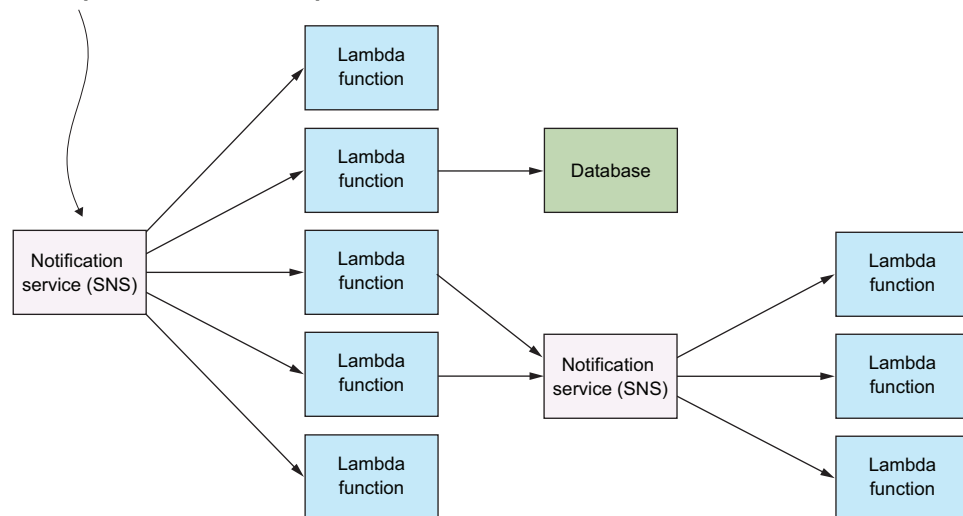 Lambda
function
Lambda
function
Database
Notification
service (SNS)
Lambda
function
Lambda
function
Lambda
function
Notification
service (SNS)
Lambda
function
Lambda
function
Lambda
function